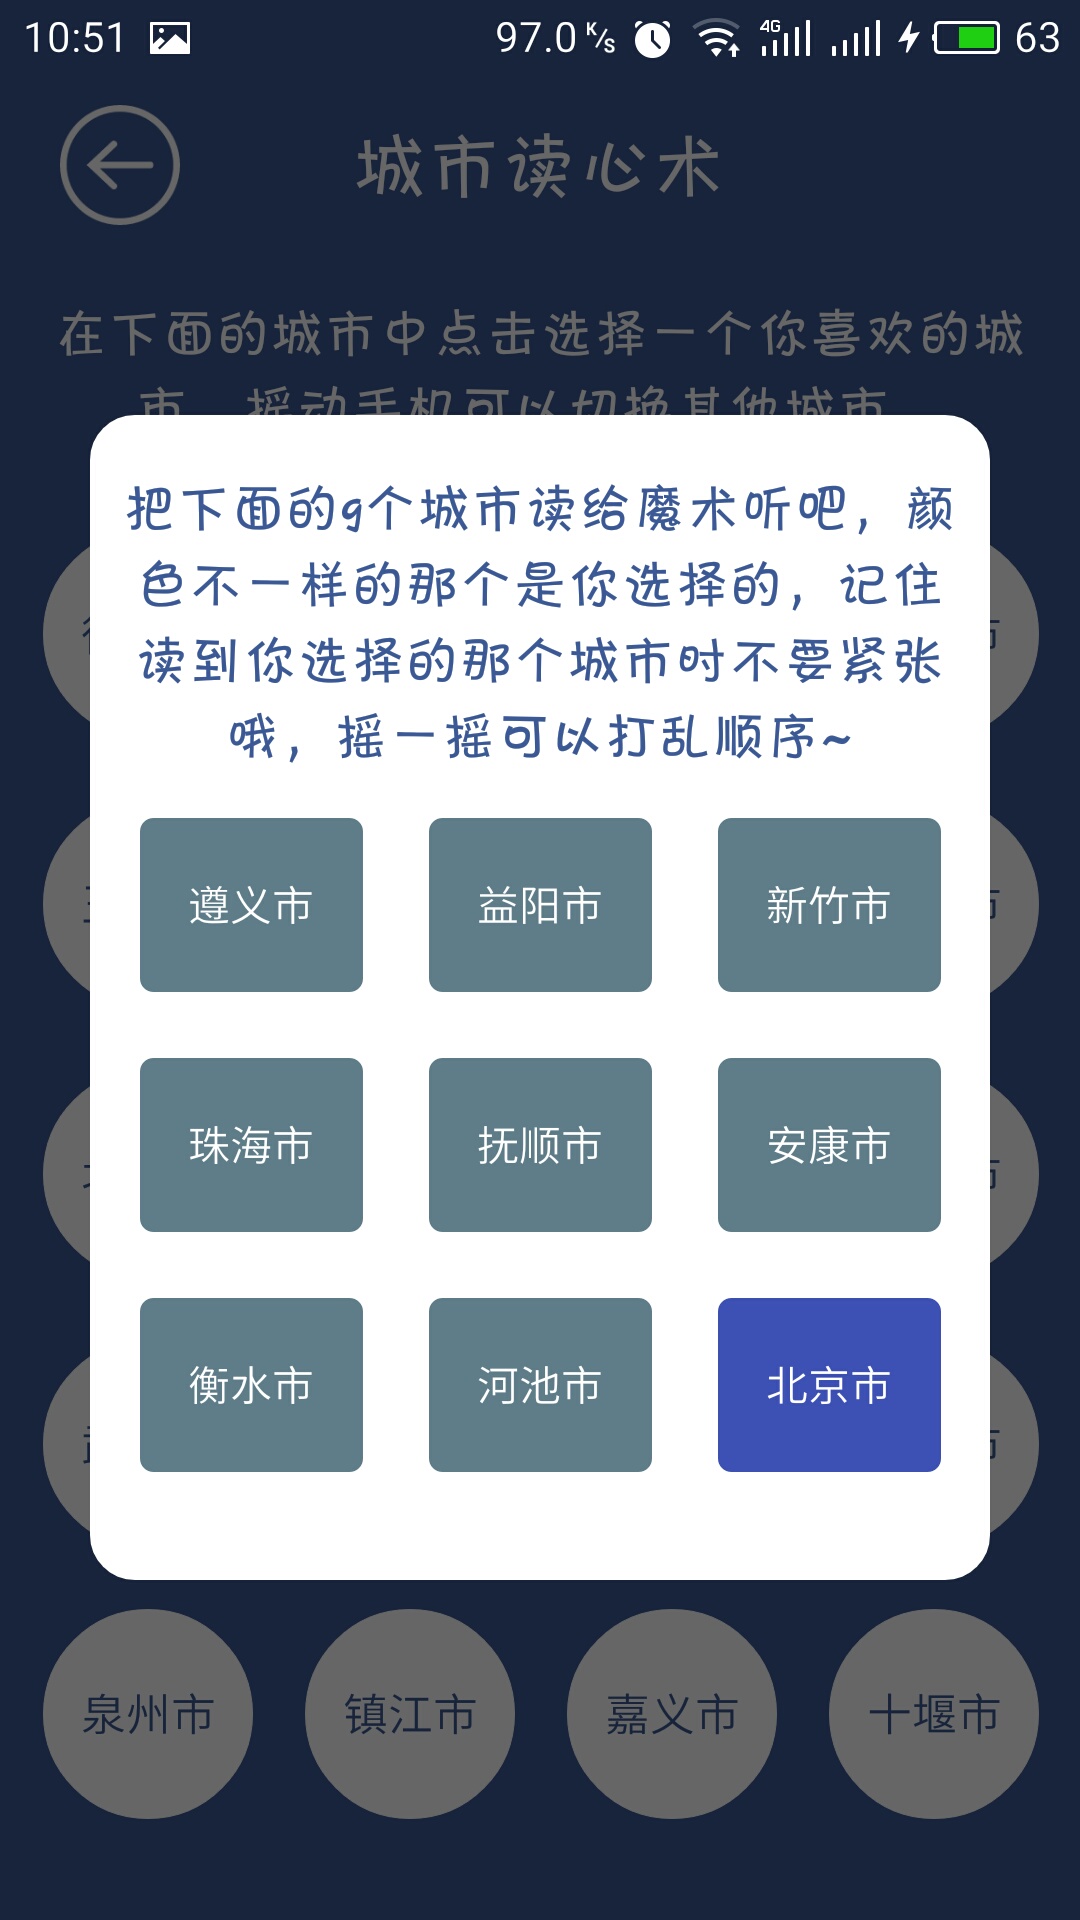 10:51 97.0 K/S 4G 63
城市读心术
在下面的城市中点击选择一个你喜欢的城
市 摇动手机可以切换其他城市
把下面的9个城市读给魔术听吧，颜
色不一样的那个是你选择的，记住
读到你选择的那个城市时不要紧张
哦，摇一摇可以打乱顺序~
遵义市 益阳市 新竹市
珠海市 抚顺市 安康市
衡水市 河池市 北京市
泉州市 镇江市 嘉义市 十堰市